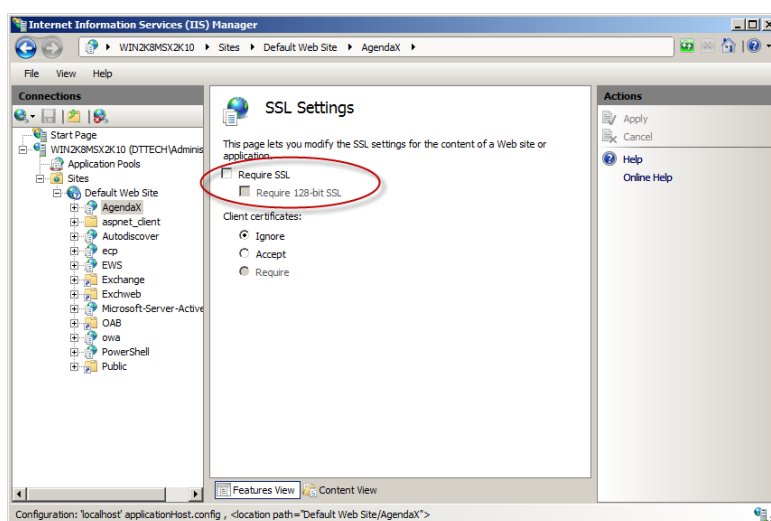 Internet Information Services (IIS) Manager
WIN2K8MSX2K10 Sites Default Web Site AgendaX
File View Help
Connections
Start Page
WIN2K8MSX2K10 (DTTECH\Adminis
Application Pools
Sites
Default Web Site
AgendaX
aspnet_client
Autodiscover
ecp
EWS
Exchange
Exchweb
Microsoft-Server-Active
OAB
owa
PowerShell
Public
SSL Settings
This page lets you modify the SSL settings for the content of a Web site or
application.
Require SSL
Require 128-bit SSL
Client certificates:
Ignore
Accept
Require
Features View Content View
Actions
Apply
Cancel
Help
Online Help
Configuration: 'localhost' applicationHost.config , <location path="Default Web Site/AgendaX">